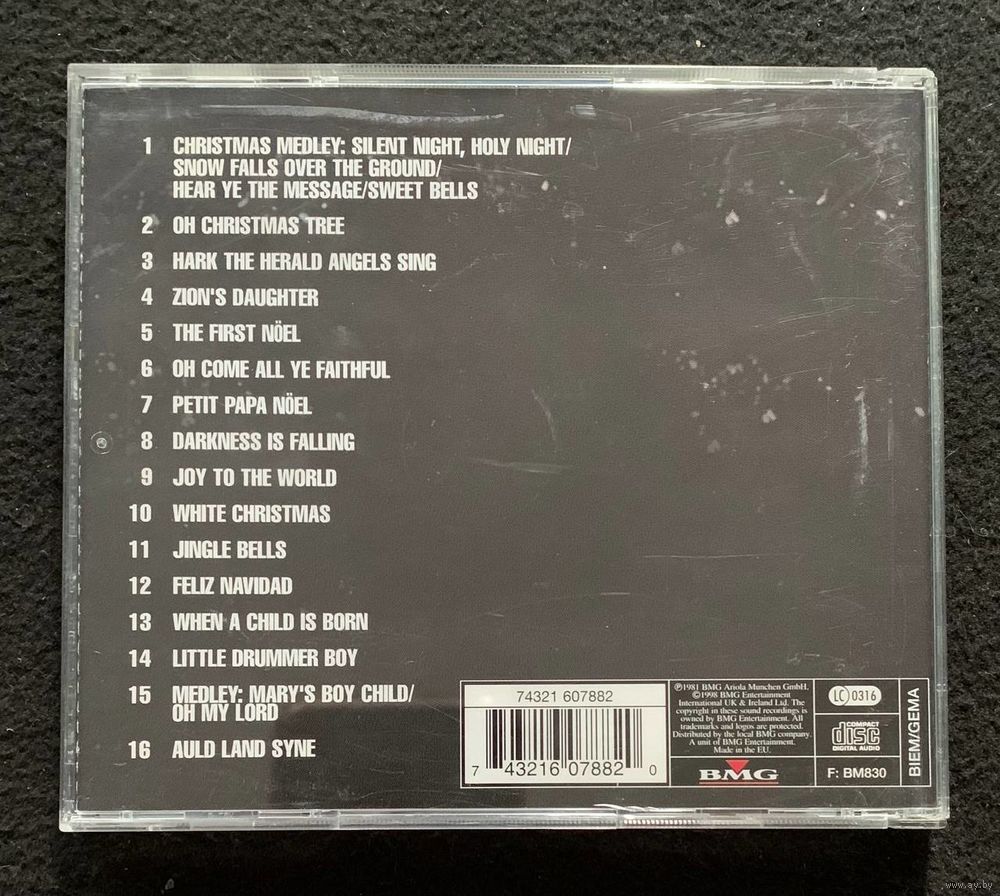 1 CHRISTMAS MEDLEY: SILENT NIGHT, HOLY NIGHT/
SNOW FALLS OVER THE GROUND/
HEAR YE THE MESSAGE/SWEET BELLS
2 OH CHRISTMAS TREE
3 HARK THE HERALD ANGELS SING
4 ZION'S DAUGHTER
5 THE FIRST NÖEL
6 OH COME ALL YE FAITHFUL
7 PETIT PAPA NÖEL
8 DARKNESS IS FALLING
9 JOY TO THE WORLD
10 WHITE CHRISTMAS
11 JINGLE BELLS
12 FELIZ NAVIDAD
13 WHEN A CHILD IS BORN
14 LITTLE DRUMMER BOY
15 MEDLEY: MARY'S BOY CHILD/
OH MY LORD
16 AULD LAND SYNE
74321 607882
7 43216 07882 0
℗1981 BMG Ariola Munchen GmbH.
©1998 BMG Entertainment
International UK & Ireland Ltd. The
copyright in these sound recordings is
owned by BMG Entertainment. All
trademarks and logos are protected.
Distributed by the local BMG company.
A unit of BMG Entertainment.
Made in the EU.
BMG
LC 0316
COMPACT
disc
DIGITAL AUDIO
F: BM830
BIEM/GEMA
www.ay.by